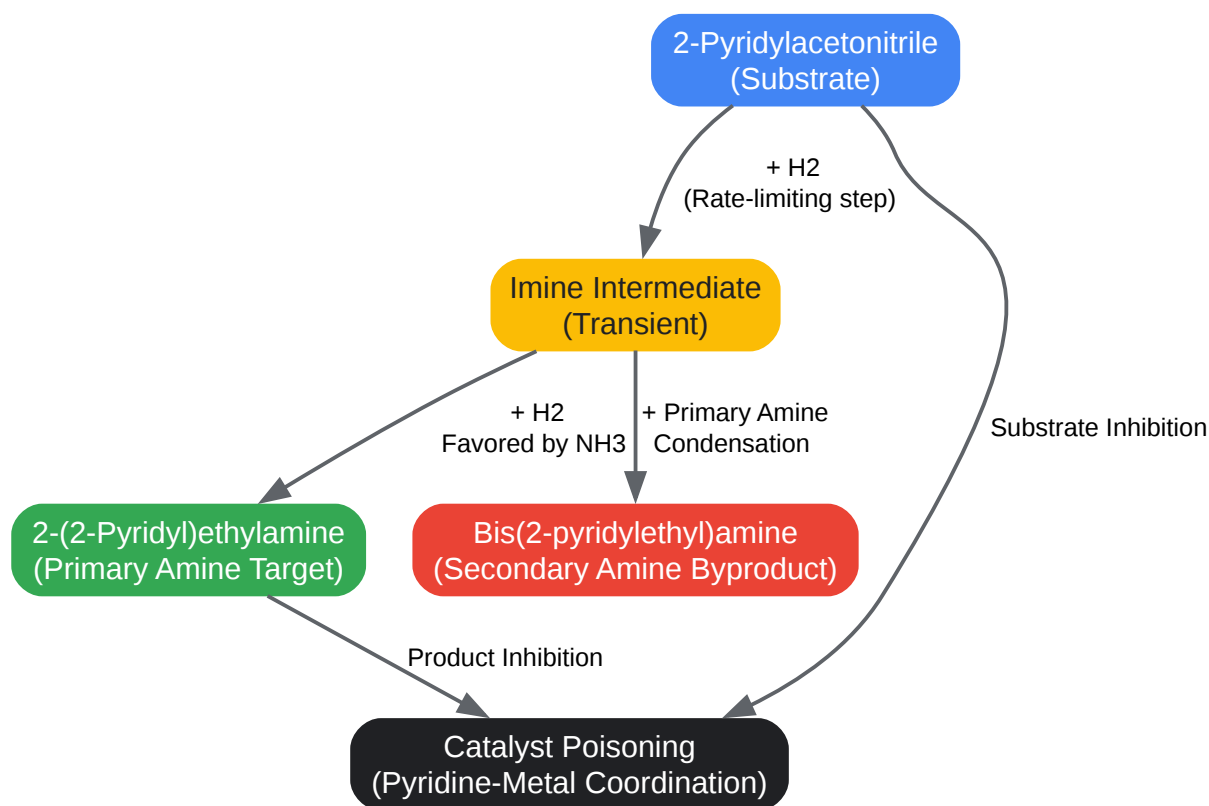 2-Pyridylacetonitrile
(Substrate)
+ H2
(Rate-limiting step)
Imine Intermediate
(Transient)
+ H2
Favored by NH3
+ Primary Amine
Condensation
Substrate Inhibition
2-(2-Pyridyl)ethylamine
(Primary Amine Target)
Bis(2-pyridylethyl)amine
(Secondary Amine Byproduct)
Product Inhibition
Catalyst Poisoning
(Pyridine-Metal Coordination)